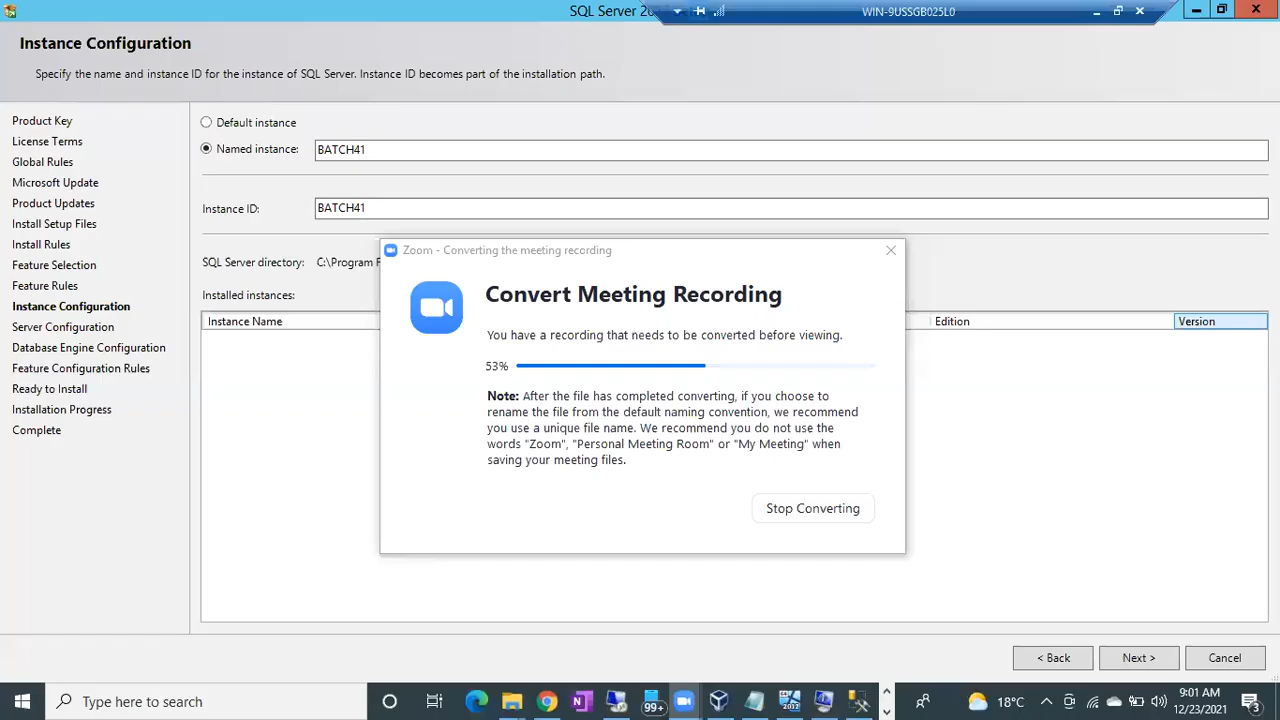 SQL Server 20
WIN-9USSGB025L0
Instance Configuration
Specify the name and instance ID for the instance of SQL Server. Instance ID becomes part of the installation path.
Product Key
License Terms
Global Rules
Microsoft Update
Product Updates
Install Setup Files
Install Rules
Feature Selection
Feature Rules
Instance Configuration
Server Configuration
Database Engine Configuration
Feature Configuration Rules
Ready to Install
Installation Progress
Complete
Default instance
Named instance: BATCH41
Instance ID: BATCH41
SQL Server directory: C:\Program F
Installed instances:
Instance Name Edition Version
Zoom - Converting the meeting recording
Convert Meeting Recording
You have a recording that needs to be converted before viewing.
53%
Note: After the file has completed converting, if you choose to
rename the file from the default naming convention, we recommend
you use a unique file name. We recommend you do not use the
words "Zoom", "Personal Meeting Room" or "My Meeting" when
saving your meeting files.
Stop Converting
< Back Next > Cancel
Type here to search
99+
2017
18°C
9:01 AM
12/23/2021
3